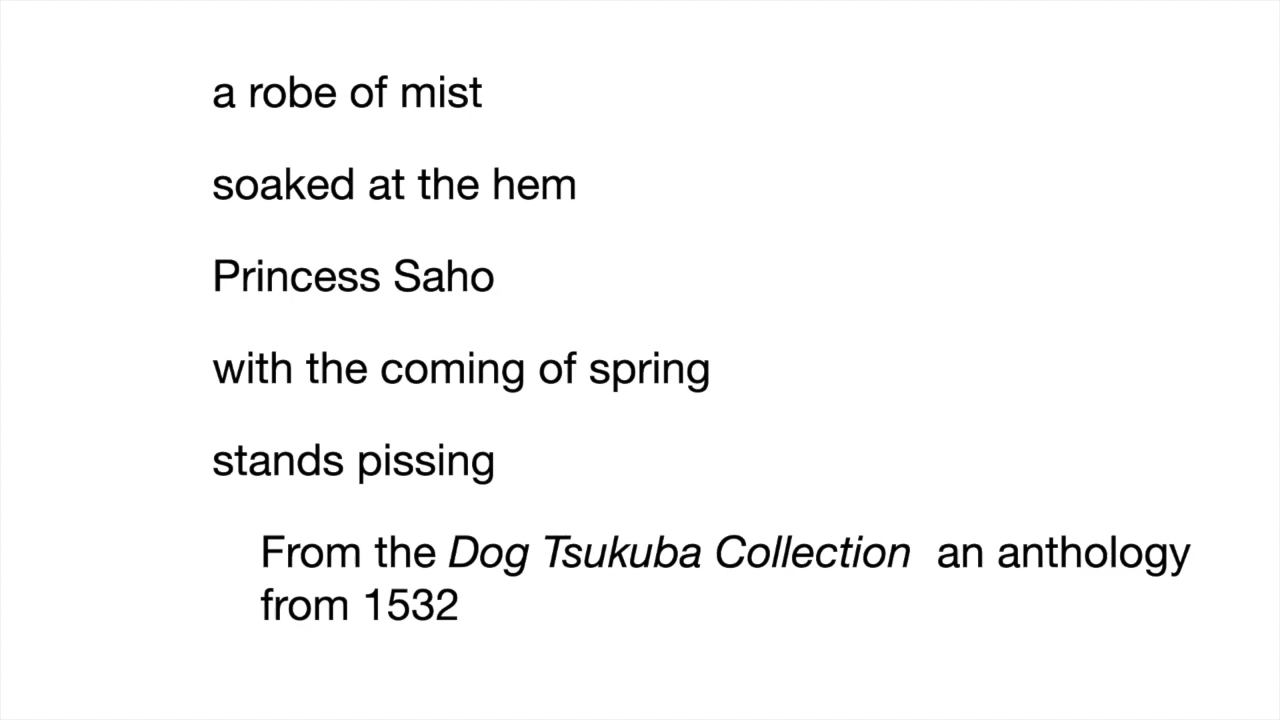 a robe of mist
soaked at the hem
Princess Saho
with the coming of spring
stands pissing
From the Dog Tsukuba Collection an anthology
from 1532